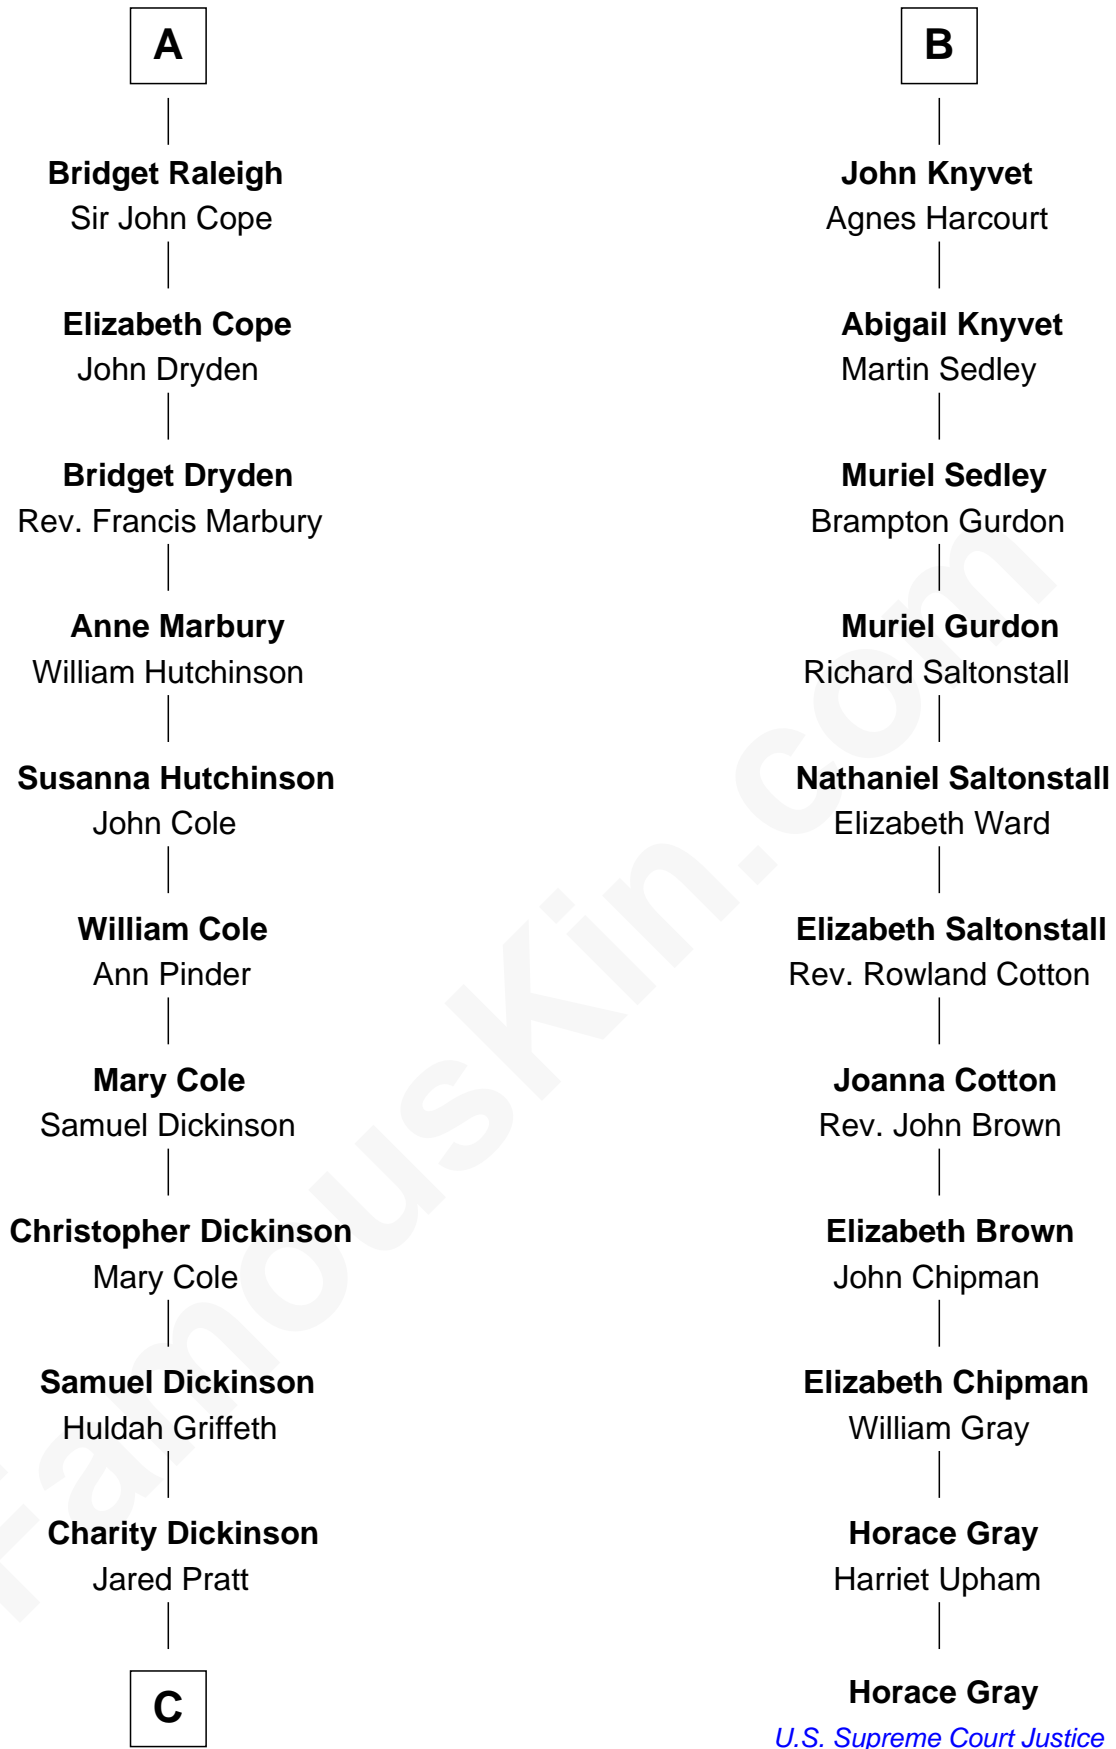 A
Bridget Raleigh
Sir John Cope
Elizabeth Cope
John Dryden
Bridget Dryden
Rev. Francis Marbury
Anne Marbury
William Hutchinson
Susanna Hutchinson
John Cole
William Cole
Ann Pinder
Mary Cole
Samuel Dickinson
Christopher Dickinson
Mary Cole
Samuel Dickinson
Huldah Griffeth
Charity Dickinson
Jared Pratt
C
B
John Knyvet
Agnes Harcourt
Abigail Knyvet
Martin Sedley
Muriel Sedley
Brampton Gurdon
Muriel Gurdon
Richard Saltonstall
Nathaniel Saltonstall
Elizabeth Ward
Elizabeth Saltonstall
Rev. Rowland Cotton
Joanna Cotton
Rev. John Brown
Elizabeth Brown
John Chipman
Elizabeth Chipman
William Gray
Horace Gray
Harriet Upham
Horace Gray
U.S. Supreme Court Justice
FamousKin.com